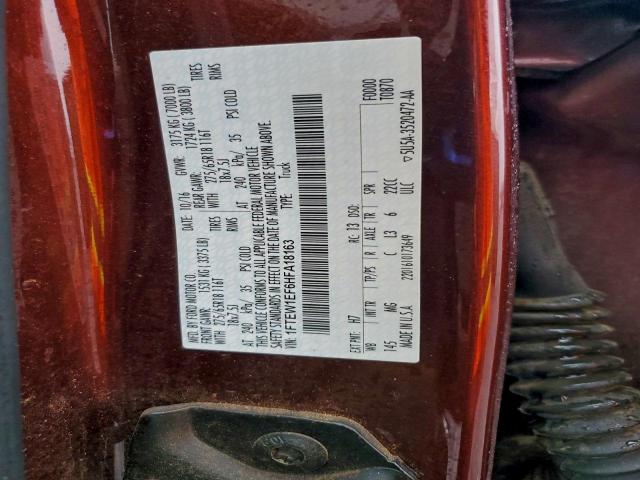 MFD. BY FORD MOTOR CO.
DATE: 10/16 GVWR: 3175 KG ( 7000 LB)
FRONT GAWR: 1531 KG ( 3375 LB) REAR GAWR: 1724 KG ( 3800 LB)
WITH 275/65R18 116T TIRES WITH 275/65R18 116T TIRES
18x7.5J RIMS 18x7.5J RIMS
AT 240 kPa/ 35 PSI COLD AT 240 kPa/ 35 PSI COLD
THIS VEHICLE CONFORMS TO ALL APPLICABLE FEDERAL MOTOR VEHICLE
SAFETY STANDARDS IN EFFECT ON THE DATE OF MANUFACTURE SHOWN ABOVE.
VIN: 1FTEW1EF6HFA18163 TYPE: Truck
EXT PNT: H7 RC: 13 DSO: F0000
T0870
WB INT TR TP/PS R AXLE TR SPR
145 MG C L3 6 22CC
MADE IN U.S.A. 220161017
ULC 5U5A-3520472-AA